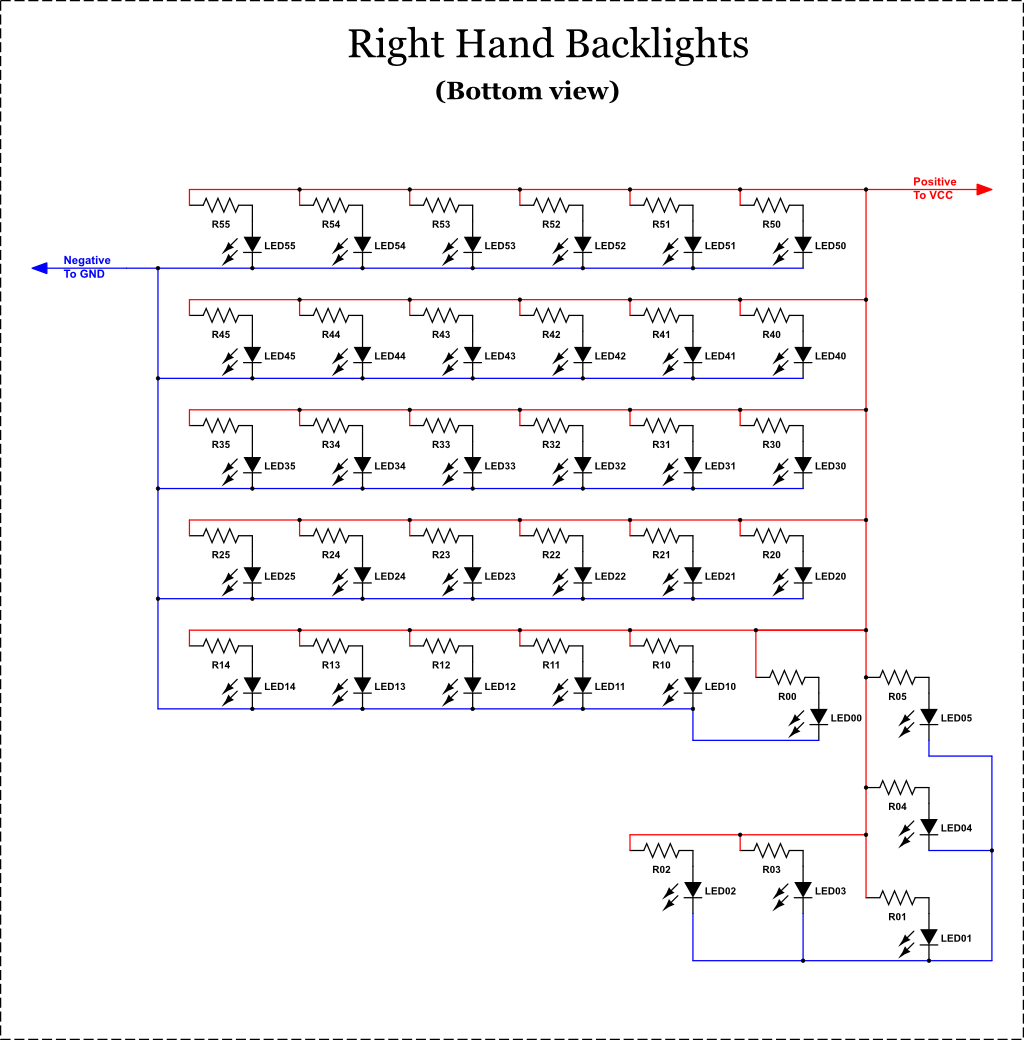 Right Hand Backlights
(Bottom view)
Positive
To VCC
R55 R54 R53 R52 R51 R50
LED55 LED54 LED53 LED52 LED51 LED50
Negative
To GND
R45 R44 R43 R42 R41 R40
LED45 LED44 LED43 LED42 LED41 LED40
R35 R34 R33 R32 R31 R30
LED35 LED34 LED33 LED32 LED31 LED30
R25 R24 R23 R22 R21 R20
LED25 LED24 LED23 LED22 LED21 LED20
R14 R13 R12 R11 R10
LED14 LED13 LED12 LED11 LED10
R00 R05
LED00 LED05
R04
LED04
R02 R03
LED02 LED03
R01
LED01